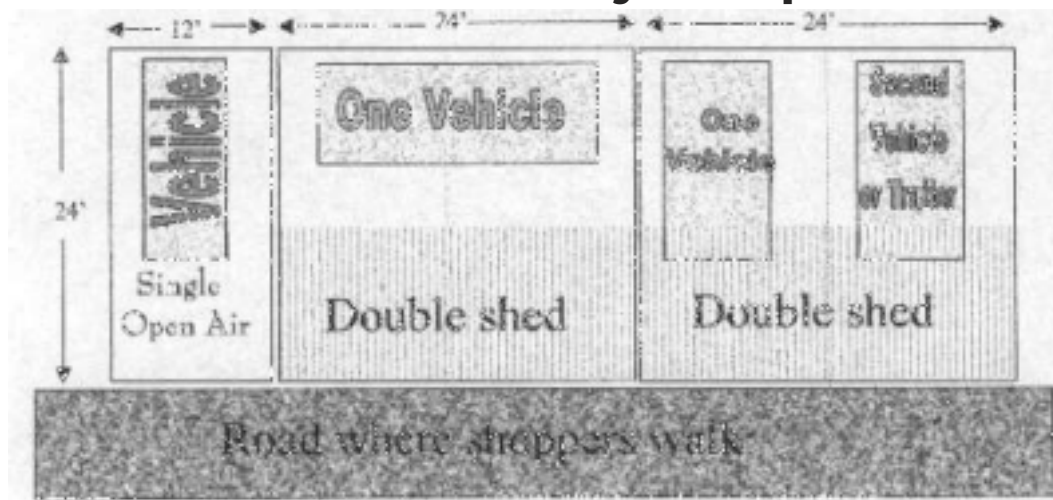 12'
24'
24'
Vehicle
One Vehicle
One
Vehicle
Second
Vehicle
or Trailer
24'
Single
Open Air
Double shed
Double shed
Road where shoppers walk